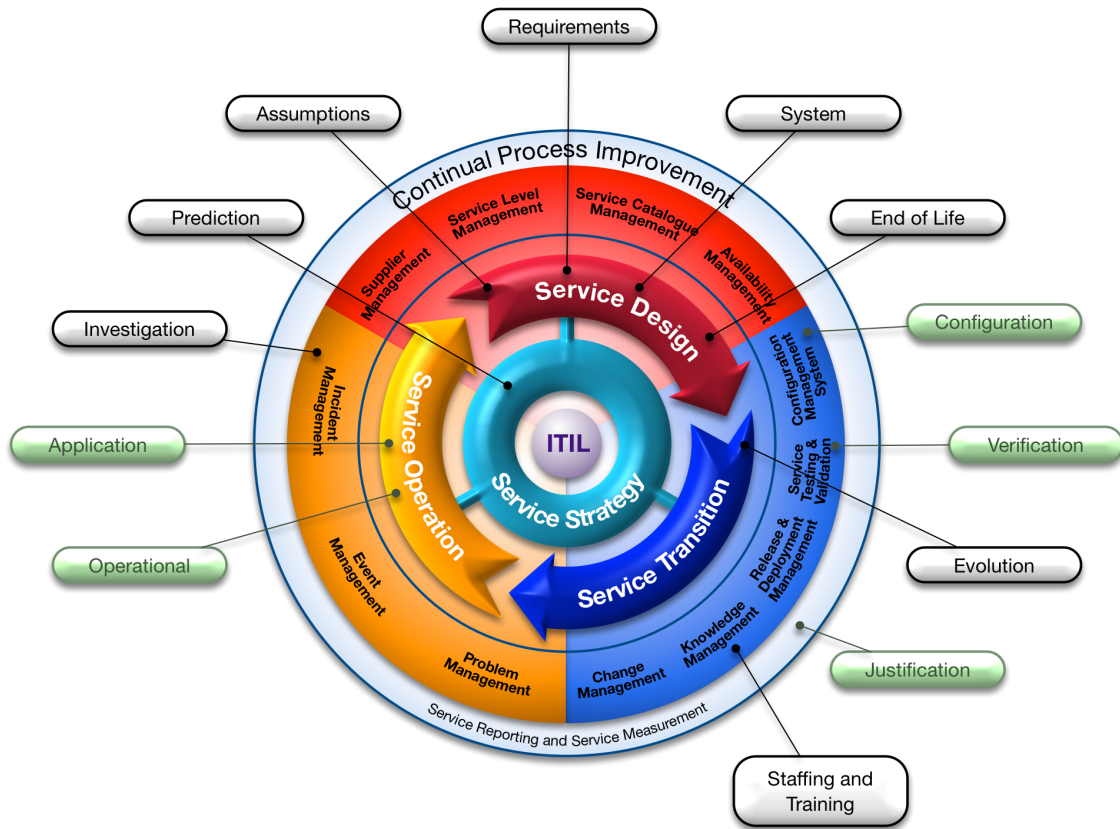 Requirements
Assumptions
System
Continual Process Improvement
Prediction
End of Life
Service Level
Management
Service Catalogue
Management
Supplier
Management
Availability
Management
Service Design
Investigation
Configuration
Incident
Management
Configuration
Management
System
Application
Service Operation
ITIL
Service Strategy
Service
Testing &
Validation
Verification
Service Transition
Operational
Event
Management
Release &
Deployment
Management
Evolution
Problem
Management
Change
Management
Knowledge
Management
Justification
Service Reporting and Service Measurement
Staffing and
Training